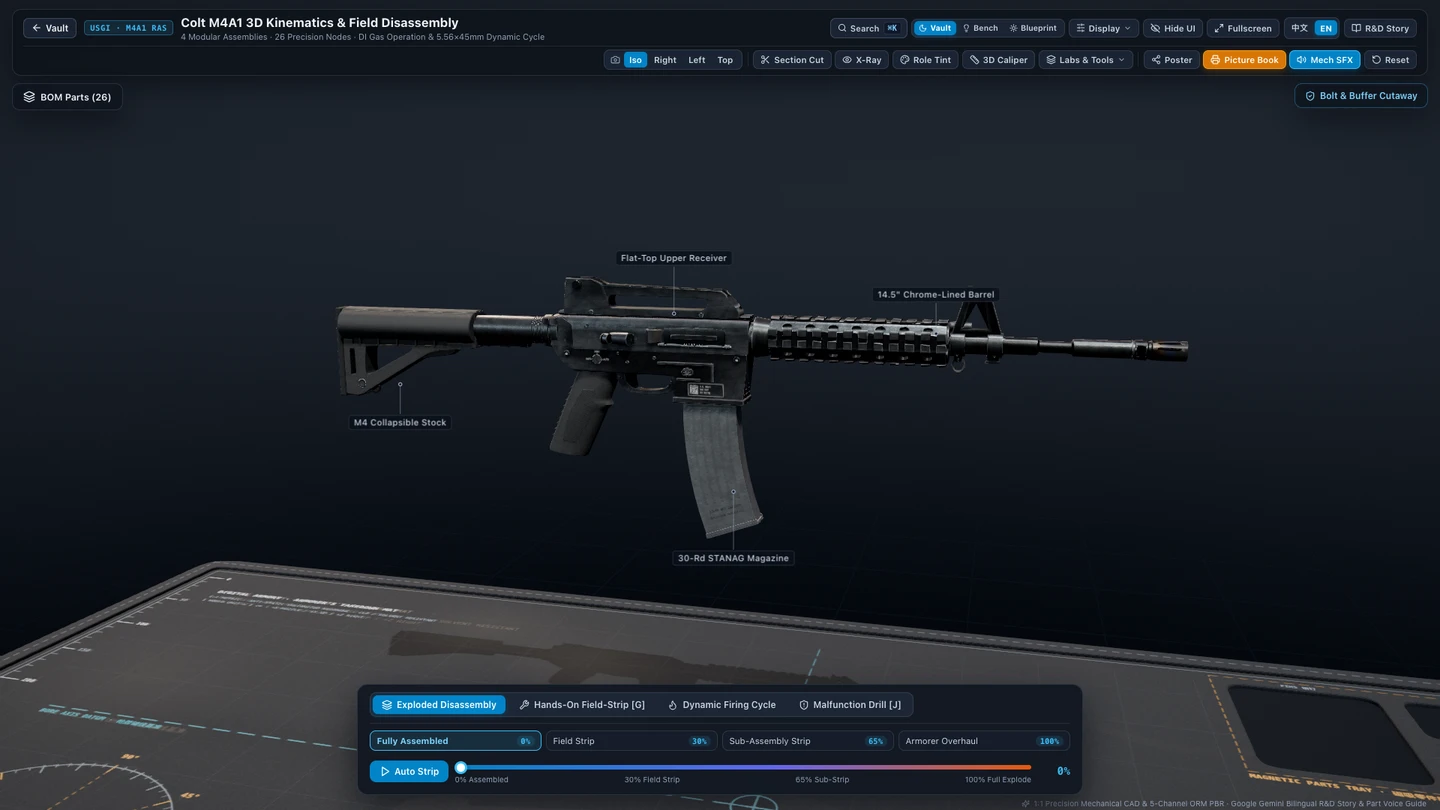 Vault
USGI · M4A1 RAS
Colt M4A1 3D Kinematics & Field Disassembly
4 Modular Assemblies · 26 Precision Nodes · DI Gas Operation & 5.56×45mm Dynamic Cycle
Search ⌘K
Vault
Bench
Blueprint
Display
Hide UI
Fullscreen
中文
EN
R&D Story
Iso
Right
Left
Top
Section Cut
X-Ray
Role Tint
3D Caliper
Labs & Tools
Poster
Picture Book
Mech SFX
Reset
BOM Parts (26)
Bolt & Buffer Cutaway
Flat-Top Upper Receiver
14.5" Chrome-Lined Barrel
M4 Collapsible Stock
30-Rd STANAG Magazine
MAGNETIC PARTS TRAY
Exploded Disassembly
Hands-On Field-Strip [G]
Dynamic Firing Cycle
Malfunction Drill [J]
Fully Assembled 0%
Field Strip 30%
Sub-Assembly Strip 65%
Armorer Overhaul 100%
Auto Strip
0% Assembled
30% Field Strip
65% Sub-Strip
100% Full Explode
0%
1:1 Precision Mechanical CAD & 5-Channel ORM PBR · Google Gemini Bilingual R&D Story & Part Voice Guide